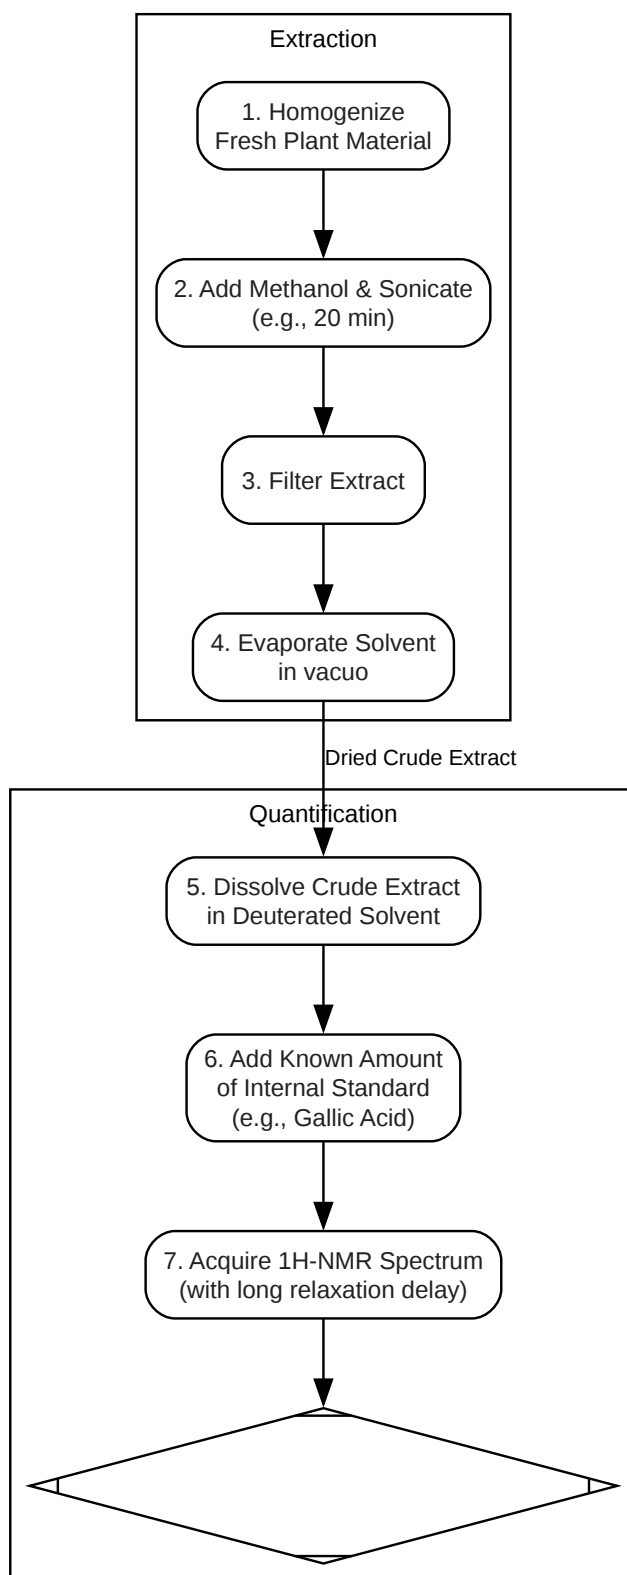 Extraction
1. Homogenize
Fresh Plant Material
2. Add Methanol & Sonicate
(e.g., 20 min)
3. Filter Extract
4. Evaporate Solvent
in vacuo
Dried Crude Extract
Quantification
5. Dissolve Crude Extract
in Deuterated Solvent
6. Add Known Amount
of Internal Standard
(e.g., Gallic Acid)
7. Acquire 1H-NMR Spectrum
(with long relaxation delay)